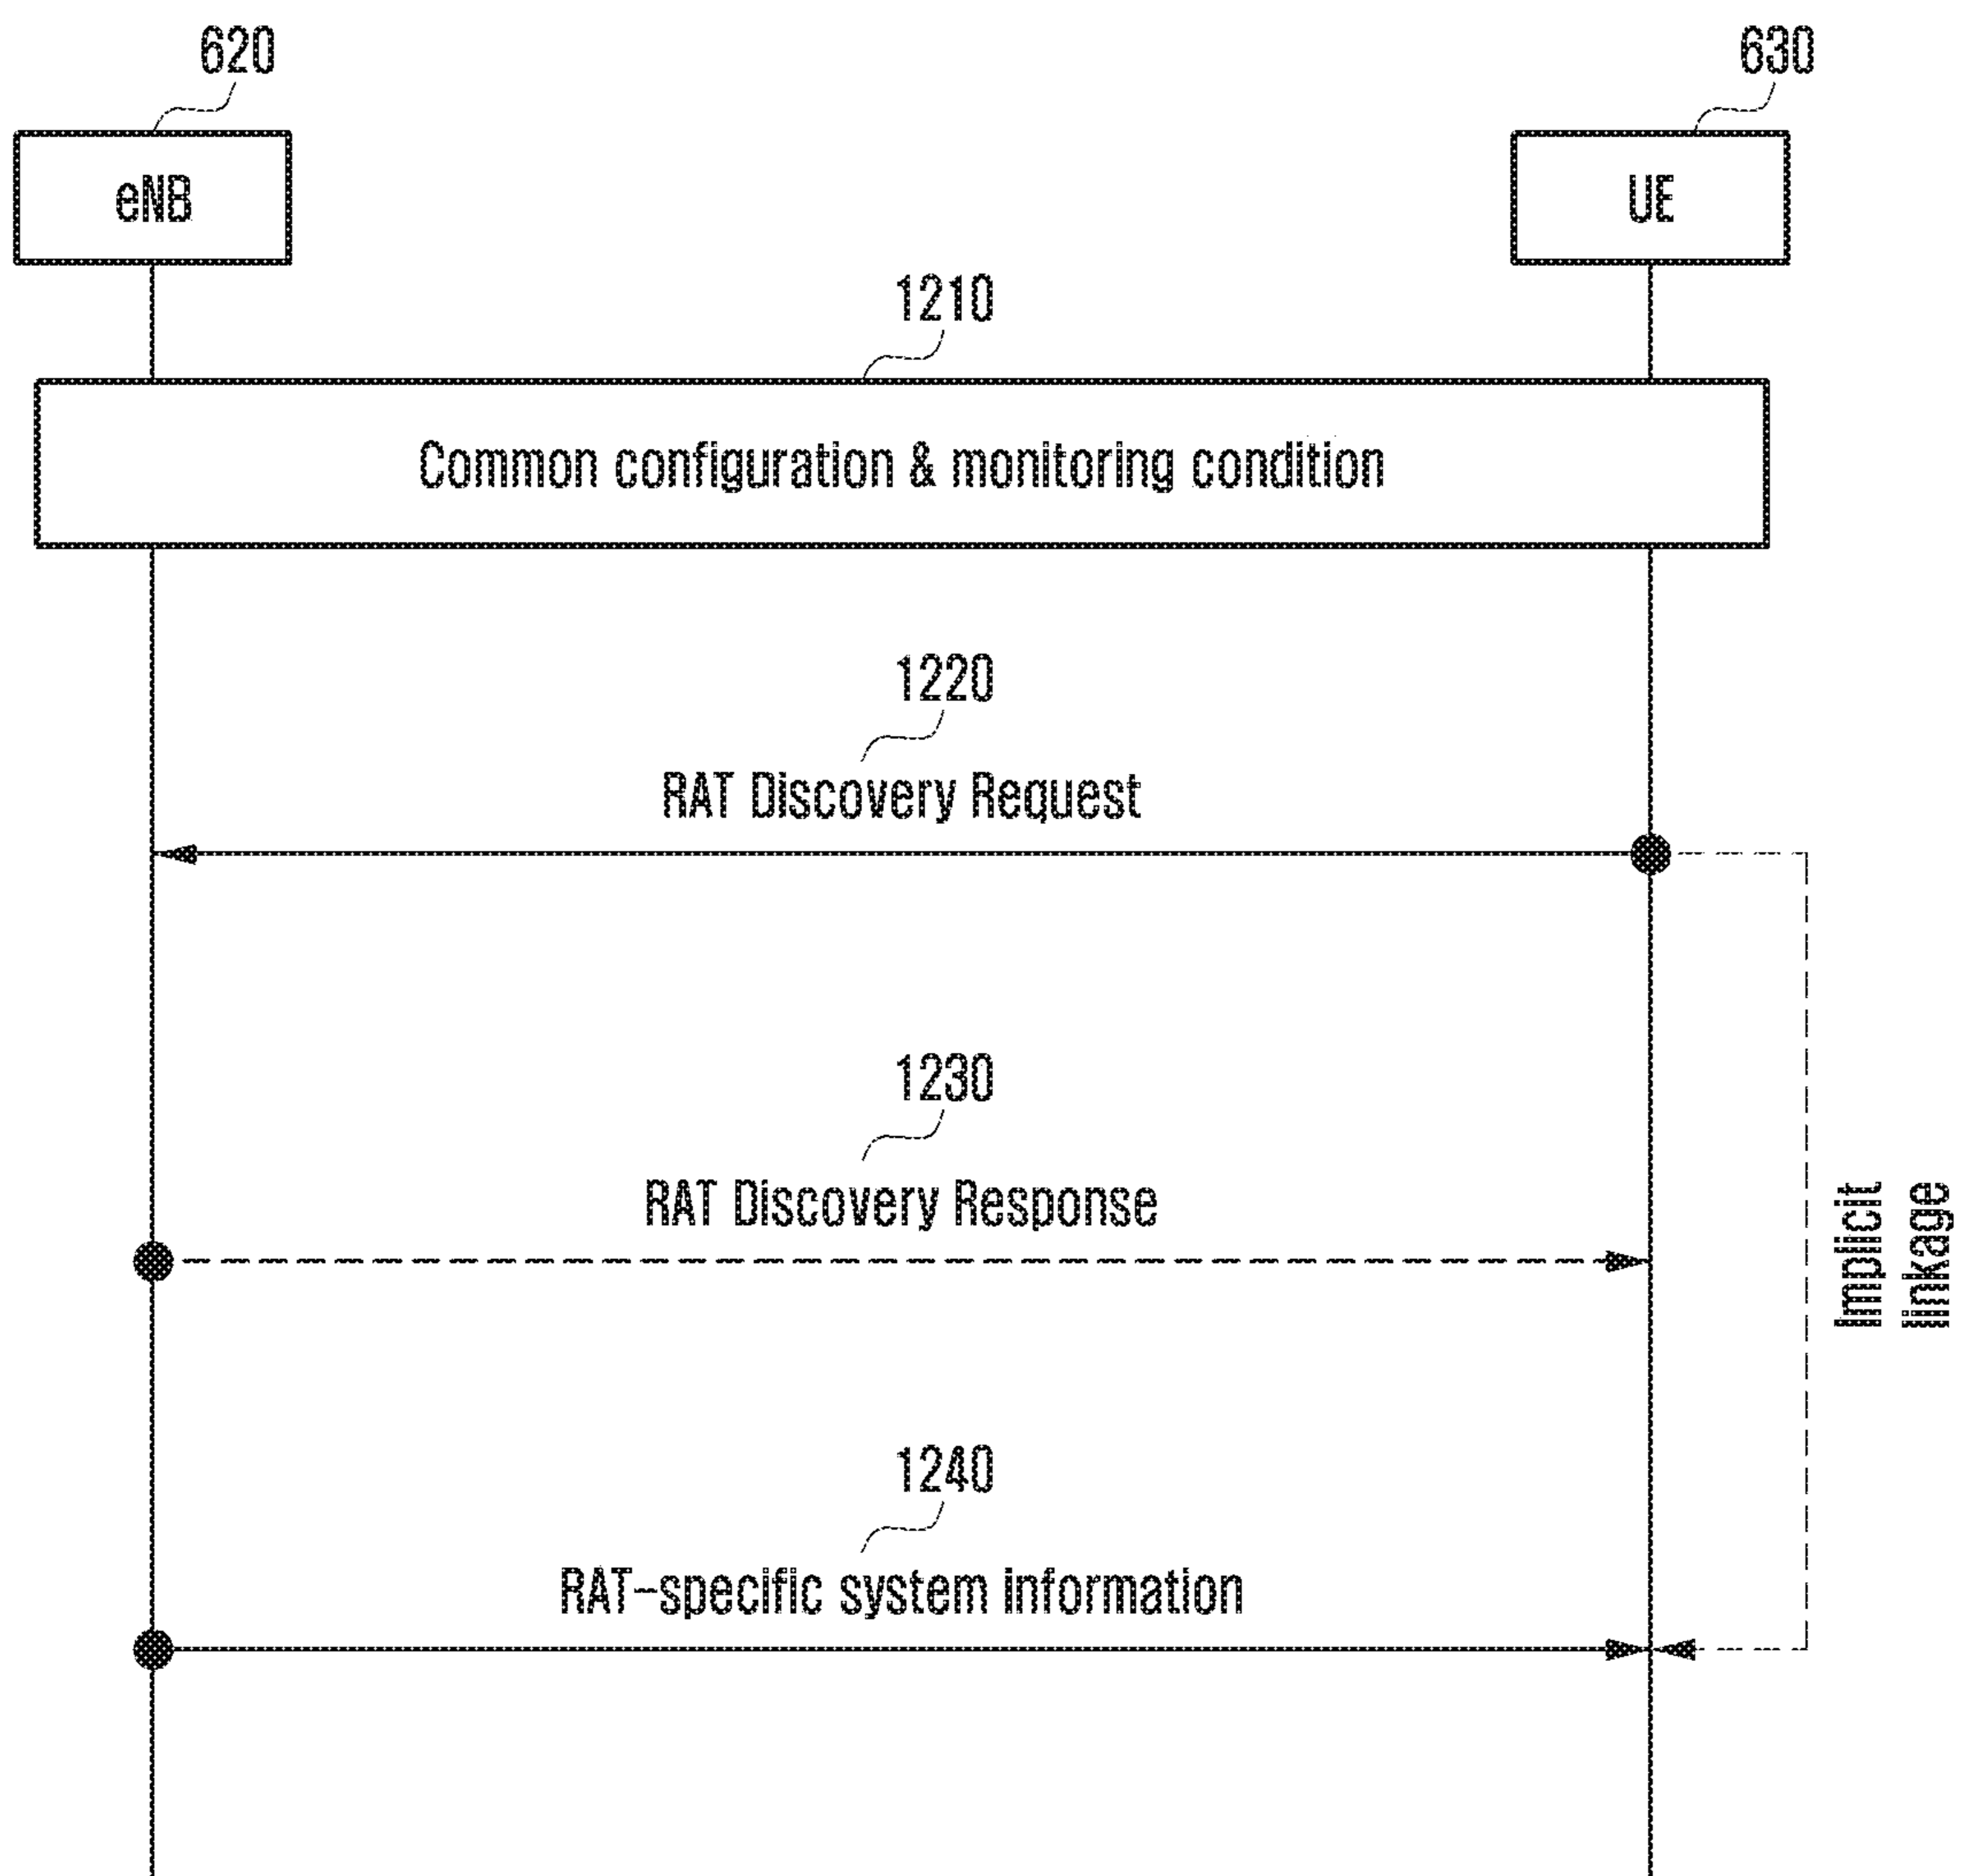 620
630
eNB
UE
1210
Common configuration & monitoring condition
1220
RAT Discovery Request
1230
RAT Discovery Response
Implicit
linkage
1240
RAT-specific system information